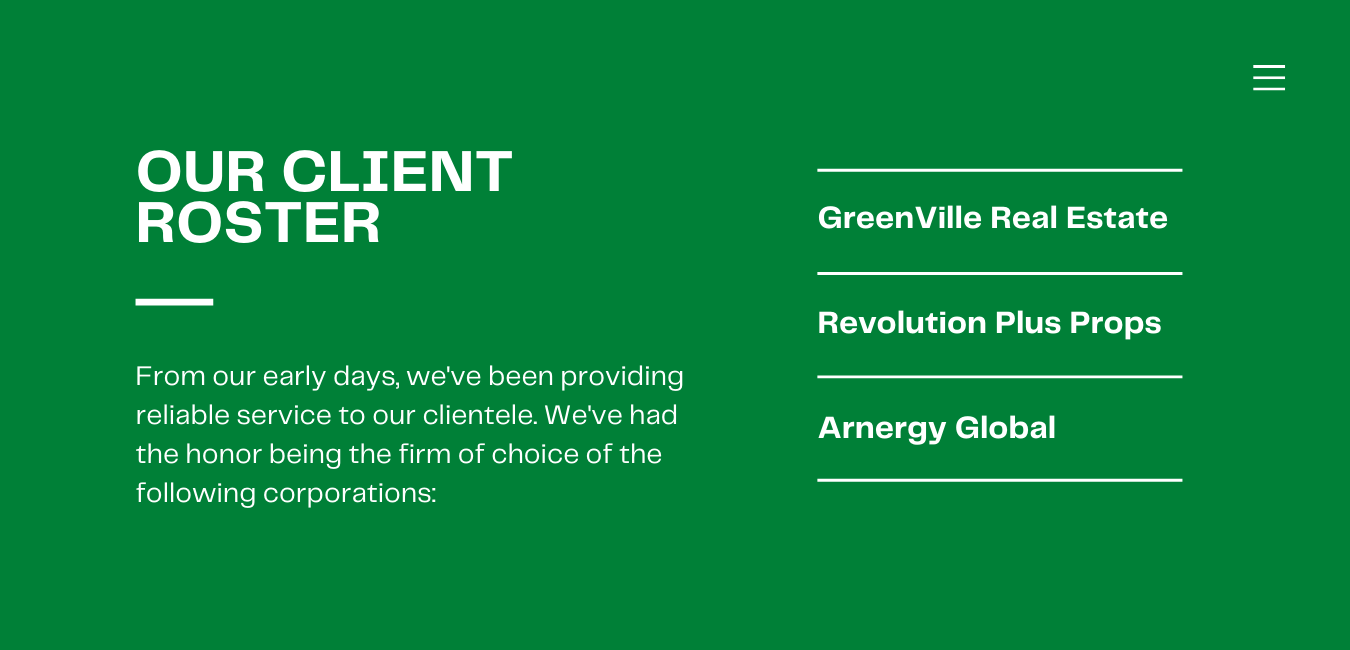 OUR CLIENT
ROSTER
From our early days, we've been providing
reliable service to our clientele. We've had
the honor being the firm of choice of the
following corporations:
GreenVille Real Estate
Revolution Plus Props
Arnergy Global